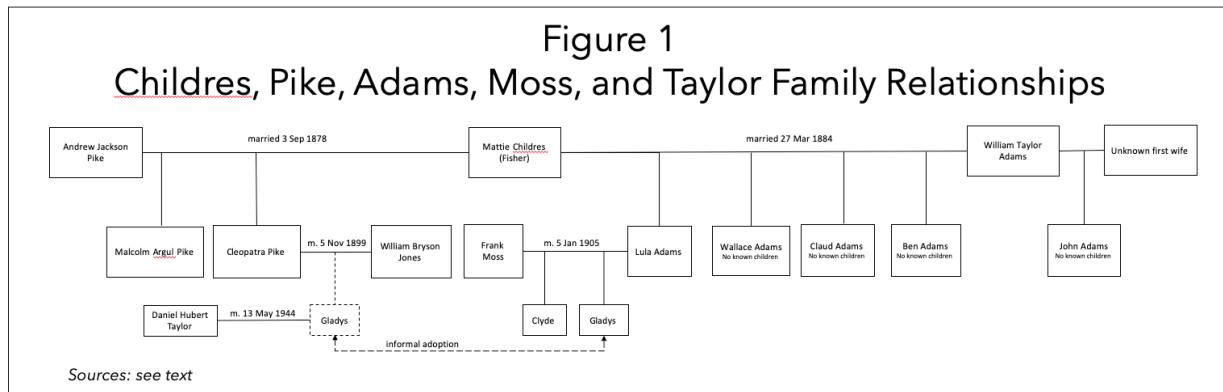 Figure 1
Childres, Pike, Adams, Moss, and Taylor Family Relationships
Andrew Jackson
Pike
married 3 Sep 1878
Mattie Childres
(Fisher)
married 27 Mar 1884
William Taylor
Adams
Unknown first wife
Malcolm Argul Pike
Cleopatra Pike
m. 5 Nov 1899
William Bryson
Jones
Frank
Moss
m. 5 Jan 1905
Lula Adams
Wallace Adams
No known children
Claud Adams
No known children
Ben Adams
No known children
John Adams
No known children
Daniel Hubert
Taylor
m. 13 May 1944
Gladys
Clyde
Gladys
informal adoption
Sources: see text